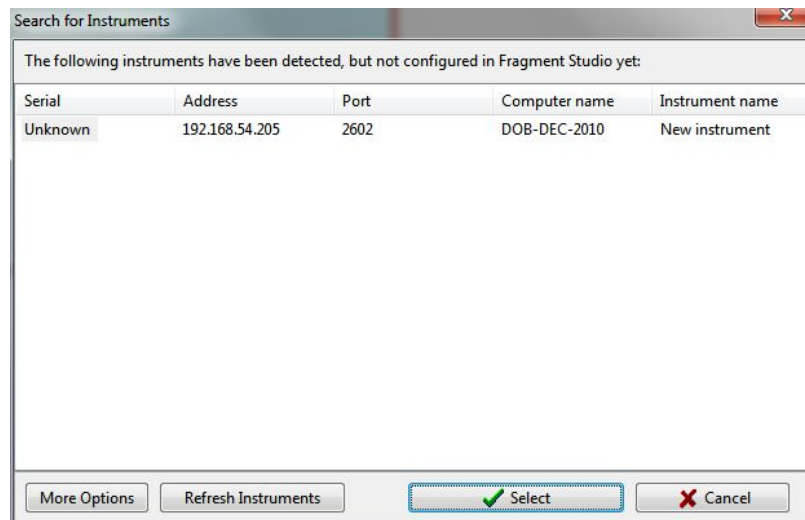 Search for Instruments
The following instruments have been detected, but not configured in Fragment Studio yet:
Serial Address Port Computer name Instrument name
Unknown 192.168.54.205 2602 DOB-DEC-2010 New instrument
More Options Refresh Instruments Select Cancel